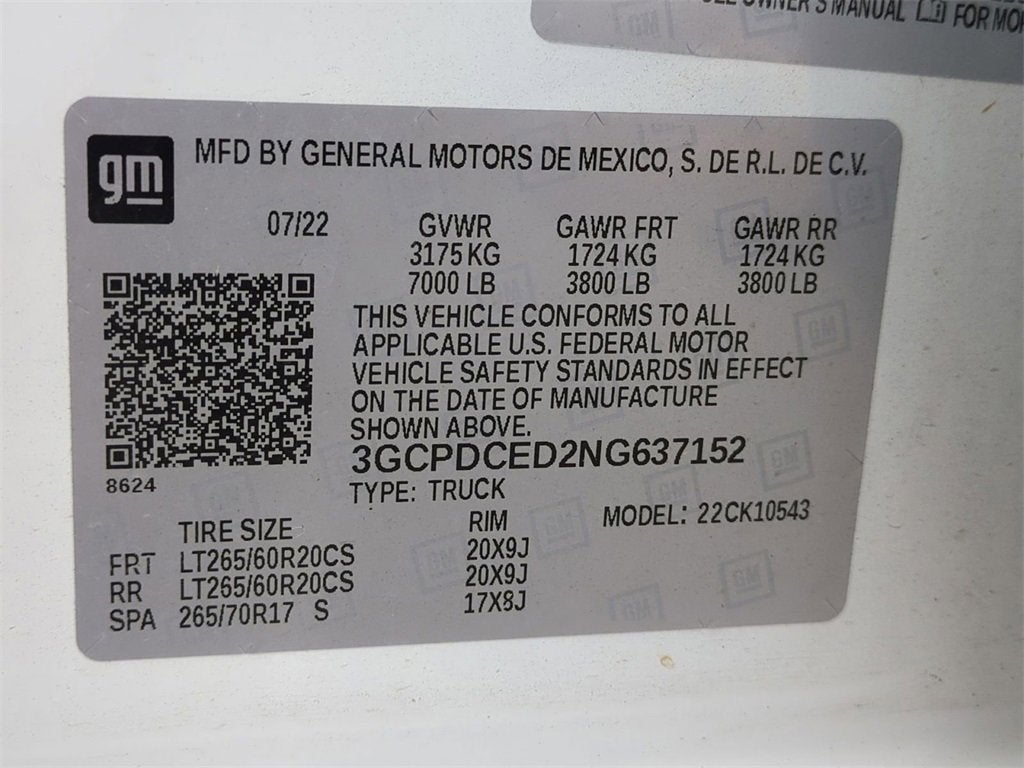 OWNER'S MANUAL FOR
gm
MFD BY GENERAL MOTORS DE MEXICO, S. DE R.L. DE C.V.
07/22 GVWR GAWR FRT GAWR RR
3175 KG 1724 KG 1724 KG
7000 LB 3800 LB 3800 LB
THIS VEHICLE CONFORMS TO ALL
APPLICABLE U.S. FEDERAL MOTOR
VEHICLE SAFETY STANDARDS IN EFFECT
ON THE DATE OF MANUFACTURE
SHOWN ABOVE.
3GCPDCED2NG637152
8624
TYPE: TRUCK
TIRE SIZE RIM MODEL: 22CK10543
FRT LT265/60R20CS 20X9J
RR LT265/60R20CS 20X9J
SPA 265/70R17 S 17X8J